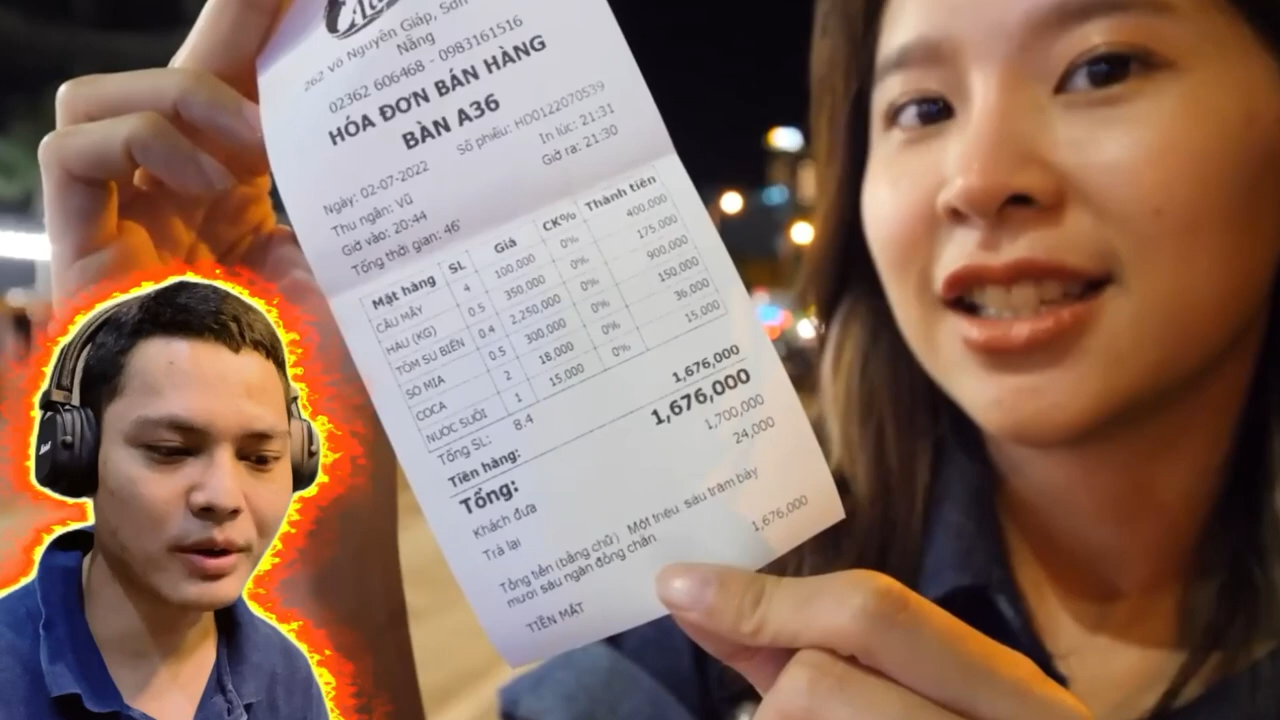 262 Võ Nguyên Giáp, Sơn
Nẵng
02362 606468 - 0983161516
HÓA ĐƠN BÁN HÀNG
BÀN A36
Số phiếu: HD0122070539
Ngày: 02-07-2022 In lúc: 21:31
Thu ngân: Vũ Giờ ra: 21:30
Giờ vào: 20:44
Tổng thời gian: 46'
Mặt hàng SL Giá CK% Thành tiền
CẦU MÂY 4 100,000 0% 400,000
HAU (KG) 0.5 350,000 0% 175,000
TÔM SÚ BIỂN 0.4 2,250,000 0% 900,000
SÒ MIA 0.5 300,000 0% 150,000
COCA 2 18,000 0% 36,000
NƯỚC SUỐI 1 15,000 0% 15,000
Tổng SL: 8.4
Tiền hàng: 1,676,000
Tổng: 1,676,000
Khách đưa 1,700,000
Trả lại 24,000
Tổng tiền (bằng chữ) Một triệu sáu trăm bảy
mươi sáu ngàn đồng chẵn
TIỀN MẶT 1,676,000